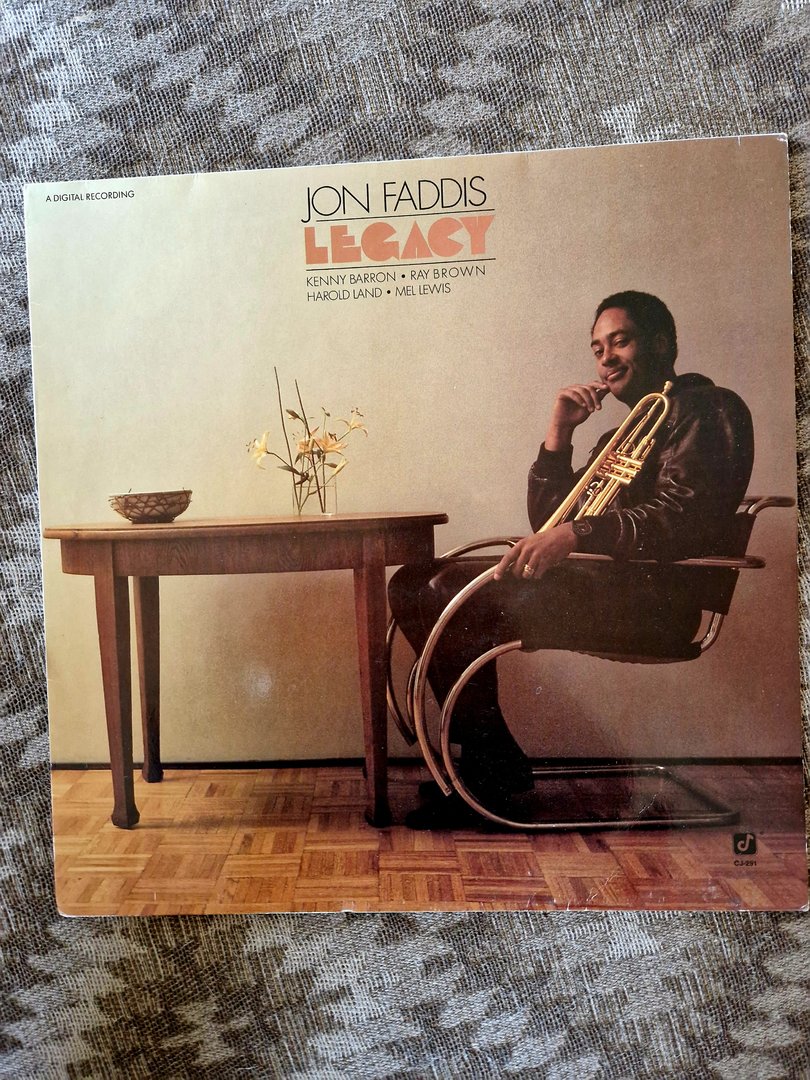 A DIGITAL RECORDING
JON FADDIS
LEGACY
KENNY BARRON • RAY BROWN
HAROLD LAND • MEL LEWIS
CJ-291